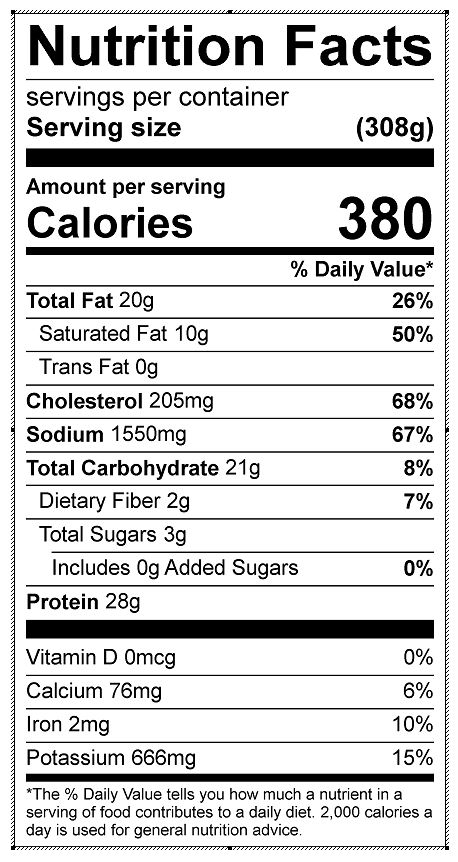 Nutrition Facts
servings per container
Serving size (308g)
Amount per serving
Calories 380
% Daily Value*
Total Fat 20g 26%
Saturated Fat 10g 50%
Trans Fat 0g
Cholesterol 205mg 68%
Sodium 1550mg 67%
Total Carbohydrate 21g 8%
Dietary Fiber 2g 7%
Total Sugars 3g
Includes 0g Added Sugars 0%
Protein 28g
Vitamin D 0mcg 0%
Calcium 76mg 6%
Iron 2mg 10%
Potassium 666mg 15%
*The % Daily Value tells you how much a nutrient in a
serving of food contributes to a daily diet. 2,000 calories a
day is used for general nutrition advice.